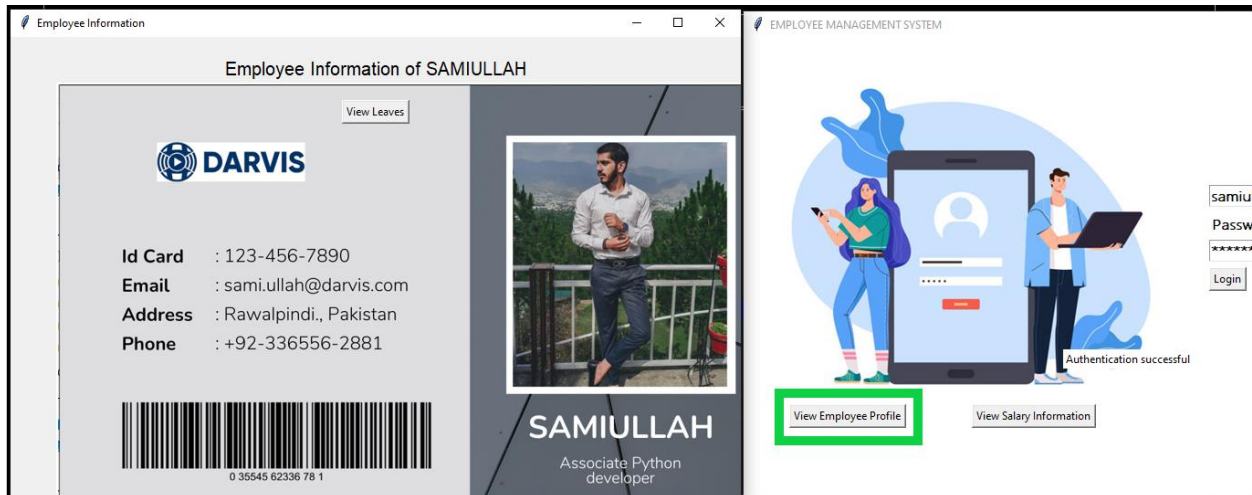 Employee Information
Employee Information of SAMIULLAH
View Leaves
DARVIS
Id Card : 123-456-7890
Email : sami.ullah@darvis.com
Address : Rawalpindi., Pakistan
Phone : +92-336556-2881
0 35545 62336 78 1
SAMIULLAH
Associate Python
developer
EMPLOYEE MANAGEMENT SYSTEM
samiu
Passw
*******
Login
Authentication successful
View Employee Profile
View Salary Information